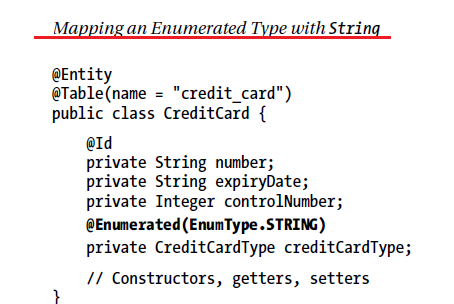 Mapping an Enumerated Type with String
@Entity
@Table(name = "credit_card")
public class CreditCard {
@Id
private String number;
private String expiryDate;
private Integer controlNumber;
@Enumerated(EnumType.STRING)
private CreditCardType creditCardType;
// Constructors, getters, setters
}